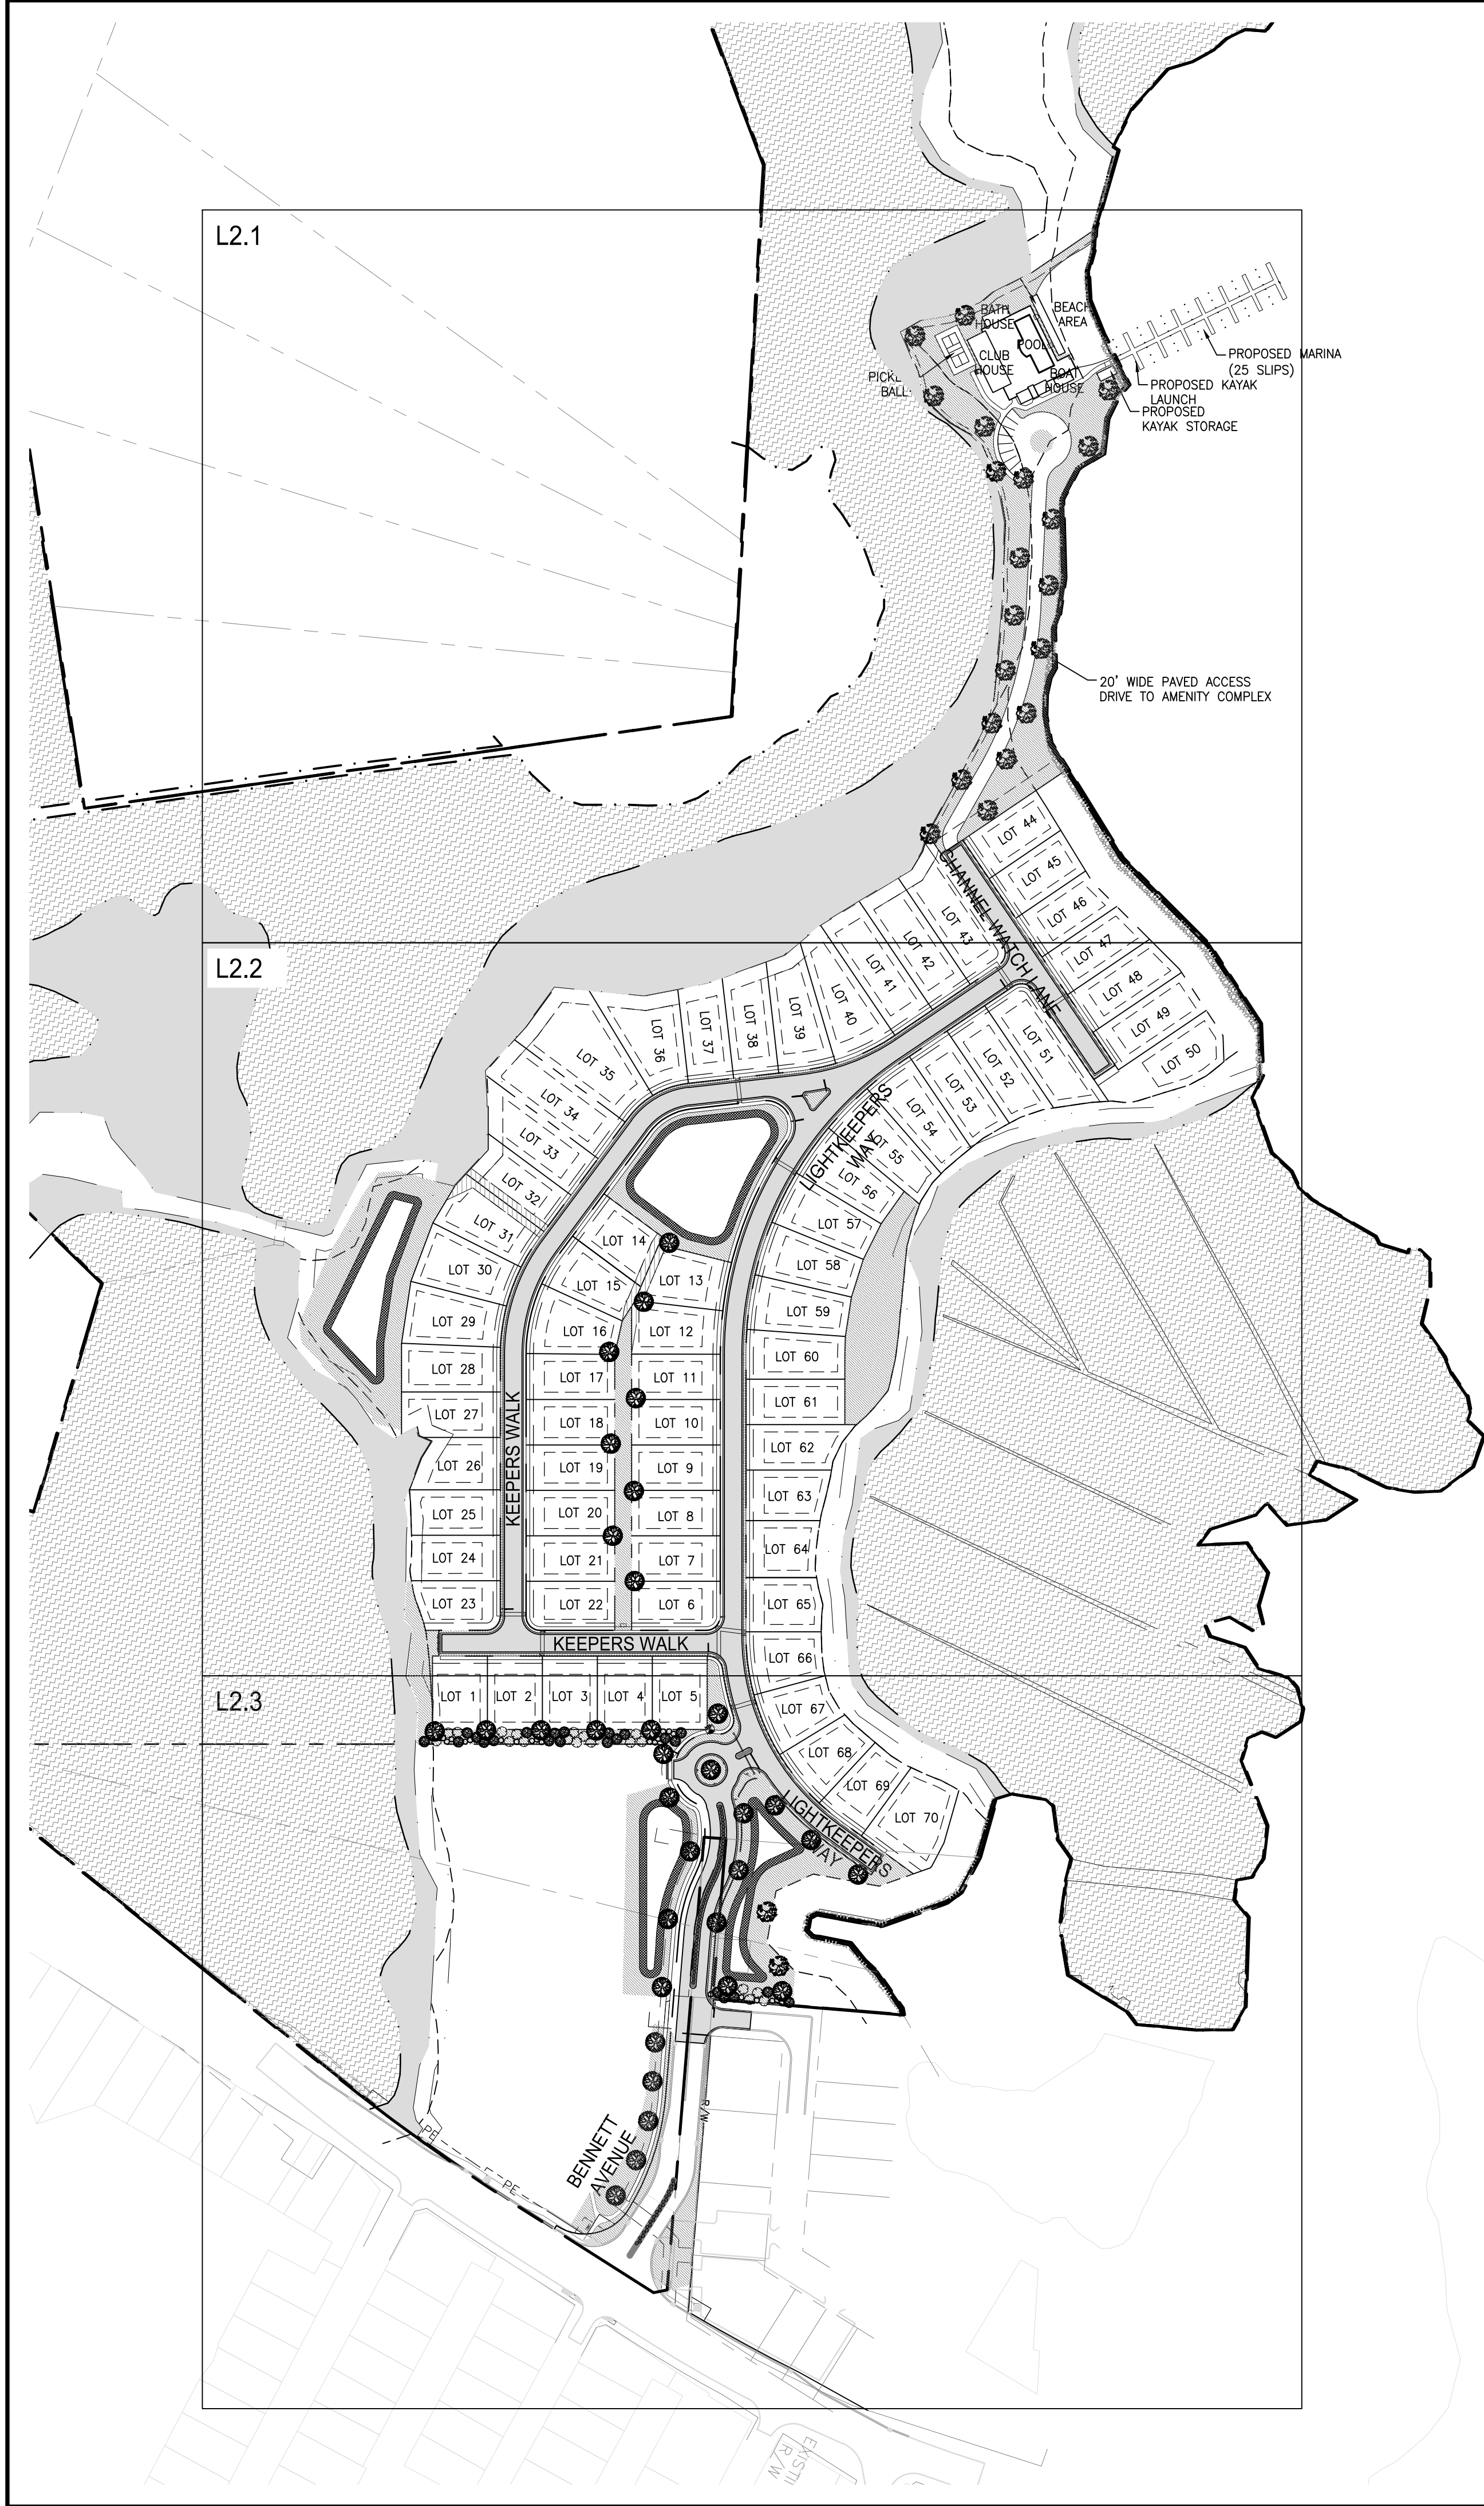 L2.1
BATH
HOUSE
BEACH
AREA
POOL
CLUB
HOUSE
BOAT
HOUSE
BALL
PROPOSED MARINA
(25 SLIPS)
PROPOSED KAYAK
LAUNCH
PROPOSED
KAYAK STORAGE
20' WIDE PAVED ACCESS
DRIVE TO AMENITY COMPLEX
LOT 44
LOT 45
LOT 46
LOT 47
LOT 48
LOT 49
LOT 50
CHANNEL WATCH LANE
L2.2
LOT 43
LOT 42
LOT 41
LOT 40
LOT 39
LOT 38
LOT 37
LOT 36
LOT 35
LOT 34
LOT 33
LOT 32
LOT 31
LOT 30
LOT 29
LOT 28
LOT 27
LOT 26
LOT 25
LOT 24
LOT 23
LOT 51
LOT 52
LOT 53
LOT 54
LOT 55
LOT 56
LOT 57
LOT 58
LOT 59
LOT 60
LOT 61
LOT 62
LOT 63
LOT 64
LOT 65
LOT 66
LIGHTKEEPERS
WAY
LOT 14
LOT 15
LOT 16
LOT 17
LOT 18
LOT 19
LOT 20
LOT 21
LOT 22
LOT 13
LOT 12
LOT 11
LOT 10
LOT 9
LOT 8
LOT 7
LOT 6
KEEPERS WALK
KEEPERS WALK
L2.3
LOT 1
LOT 2
LOT 3
LOT 4
LOT 5
LOT 67
LOT 68
LOT 69
LOT 70
LIGHTKEEPERS
WAY
R/W
BENNETT
AVENUE
PE
PE
R/W